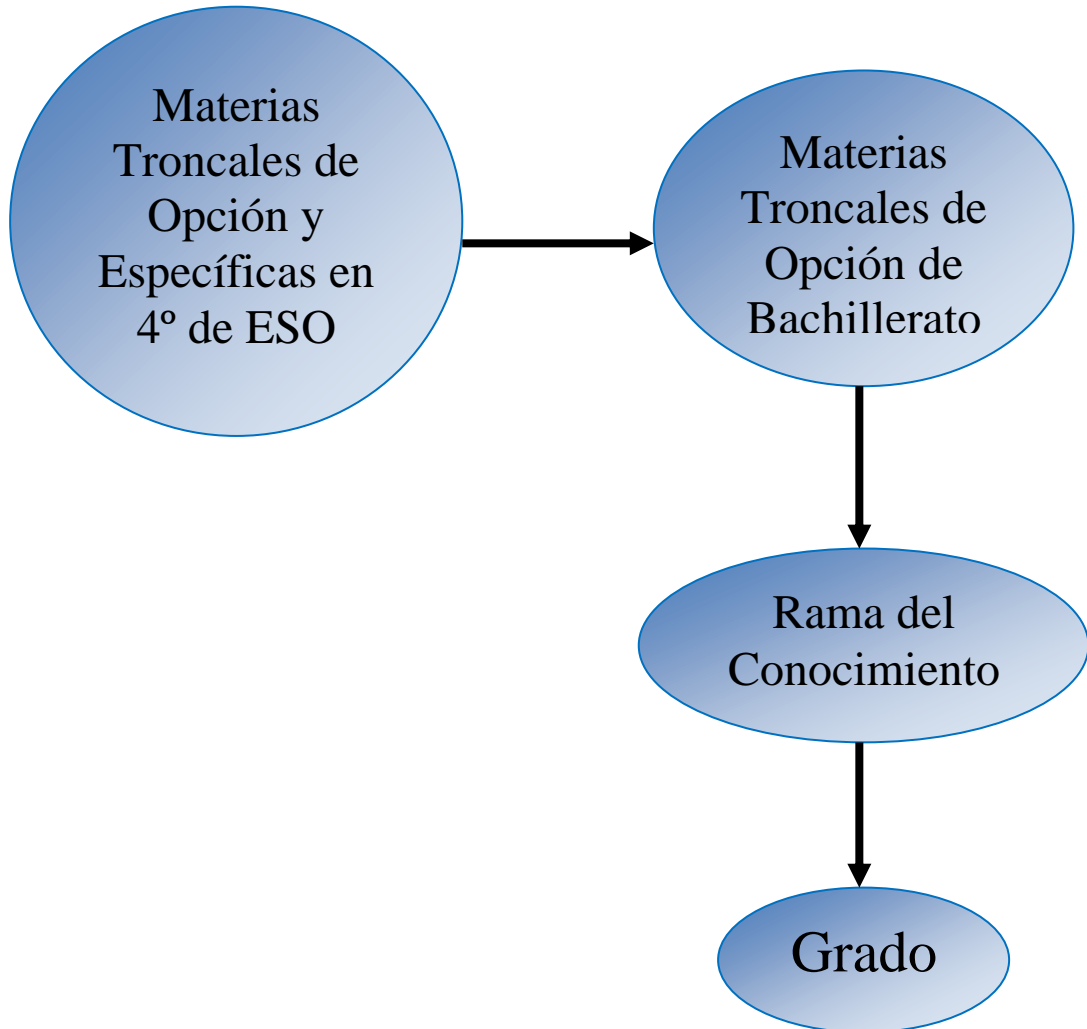 Materias
Troncales de
Opción y
Específicas en
4º de ESO
Materias
Troncales de
Opción de
Bachillerato
Rama del
Conocimiento
Grado